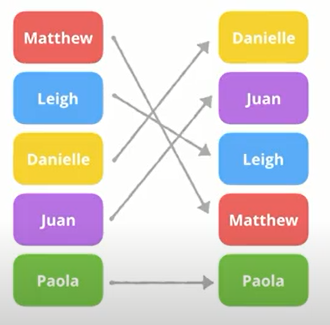 Matthew
Leigh
Danielle
Juan
Paola
Danielle
Juan
Leigh
Matthew
Paola